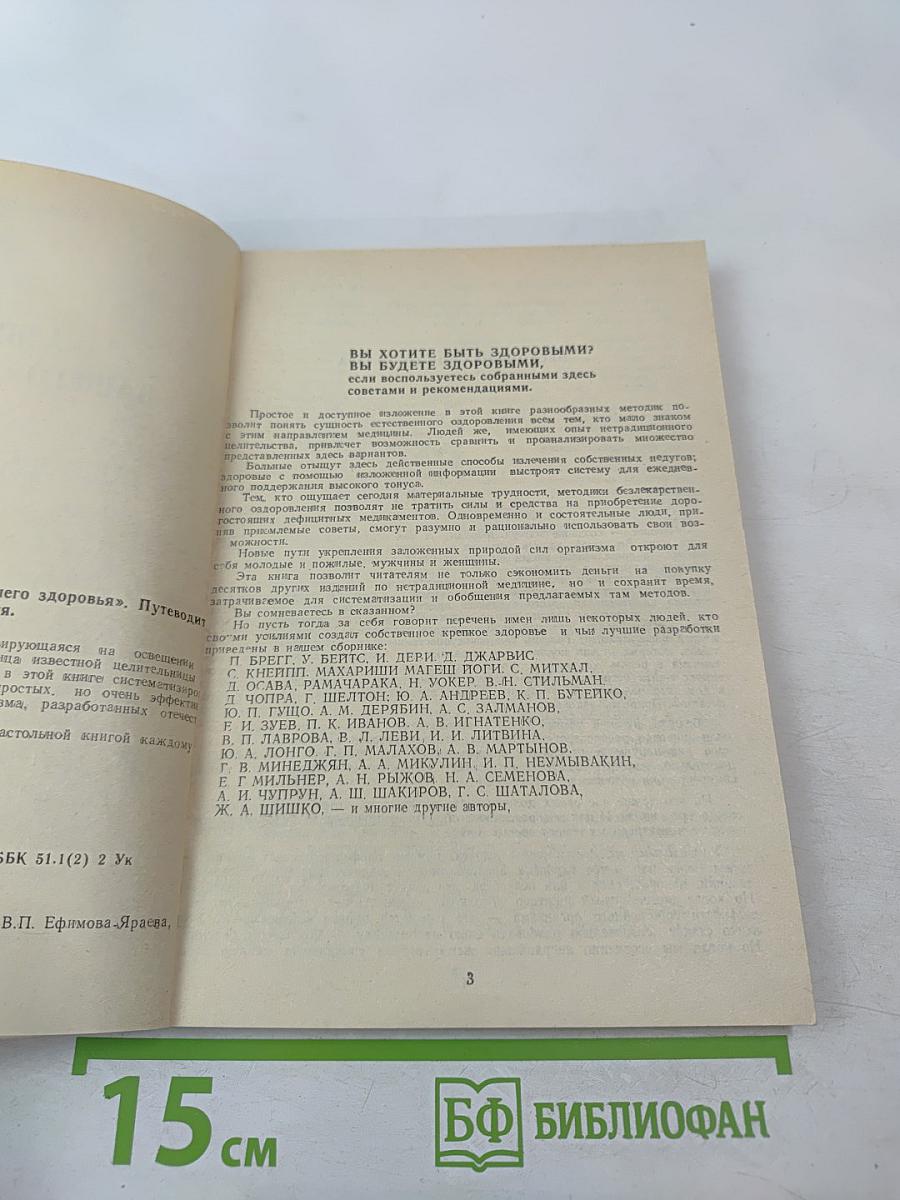 него здоровья». Путеводит
я.
ирующаяся на освещении
ица известной целительницы
в этой книге систематизиро
ростых, но очень эффектив
зма, разработанных отечест
астольной книгой каждому
ББК 51.1(2) 2 Ук
В.П. Ефимова-Яраева,
ВЫ ХОТИТЕ БЫТЬ ЗДОРОВЫМИ?
ВЫ БУДЕТЕ ЗДОРОВЫМИ,
если воспользуетесь собранными здесь
советами и рекомендациями.
Простое и доступное изложение в этой книге разнообразных методик по-
зволит понять сущность естественного оздоровления всем тем, кто мало знаком
с этим направлением медицины. Людей же, имеющих опыт нетрадиционного
целительства, привлечет возможность сравнить и проанализировать множество
представленных здесь вариантов.
Больные отыщут здесь действенные способы излечения собственных недугов;
здоровые с помощью изложенной информации выстроят систему для ежеднев-
ного поддержания высокого тонуса.
Тем, кто ощущает сегодня материальные трудности, методики безлекарствен-
ного оздоровления позволят не тратить силы и средства на приобретение доро-
гостоящих дефицитных медикаментов. Одновременно и состоятельные люди, при-
няв приемлемые советы, смогут разумно и рационально использовать свои воз-
можности.
Новые пути укрепления заложенных природой сил организма откроют для
себя молодые и пожилые, мужчины и женщины.
Эта книга позволит читателям не только сэкономить деньги на покупку
десятков других изданий по нетрадиционной медицине, но и сохранит время,
затрачиваемое для систематизации и обобщения предлагаемых там методов.
Вы сомневаетесь в сказанном?
Но пусть тогда за себя говорит перечень имен лишь некоторых людей, кто
своими усилиями создал собственное крепкое здоровье и чьи лучшие разработки
приведены в нашем сборнике:
П. БРЕГГ, У. БЕЙТС, И. ДЕРИ, Д. ДЖАРВИС,
С. КНЕЙПП, МАХАРИШИ МАГЕШ ЙОГИ, С. МИТХАЛ,
Д. ОСАВА, РАМАЧАРАКА, Н. УОКЕР, В.-Н. СТИЛЬМАН,
Д. ЧОПРА, Г. ШЕЛТОН; Ю. А. АНДРЕЕВ, К. П. БУТЕЙКО,
Ю. П. ГУЩО, А. М. ДЕРЯБИН, А. С. ЗАЛМАНОВ,
Е. И. ЗУЕВ, П. К. ИВАНОВ, А. В. ИГНАТЕНКО,
В. П. ЛАВРОВА, В. Л. ЛЕВИ, И. И. ЛИТВИНА,
Ю. А. ЛОНГО, Г. П. МАЛАХОВ, А. В. МАРТЫНОВ,
Г. В. МИНЕДЖЯН, А. А. МИКУЛИН, И. П. НЕУМЫВАКИН,
Е. Г. МИЛЬНЕР, А. Н. РЫЖОВ, Н. А. СЕМЕНОВА,
А. И. ЧУПРУН, А. Ш. ШАКИРОВ, Г. С. ШАТАЛОВА,
Ж. А. ШИШКО, — и многие другие авторы,
3
15 см
БФ БИБЛИОФАН